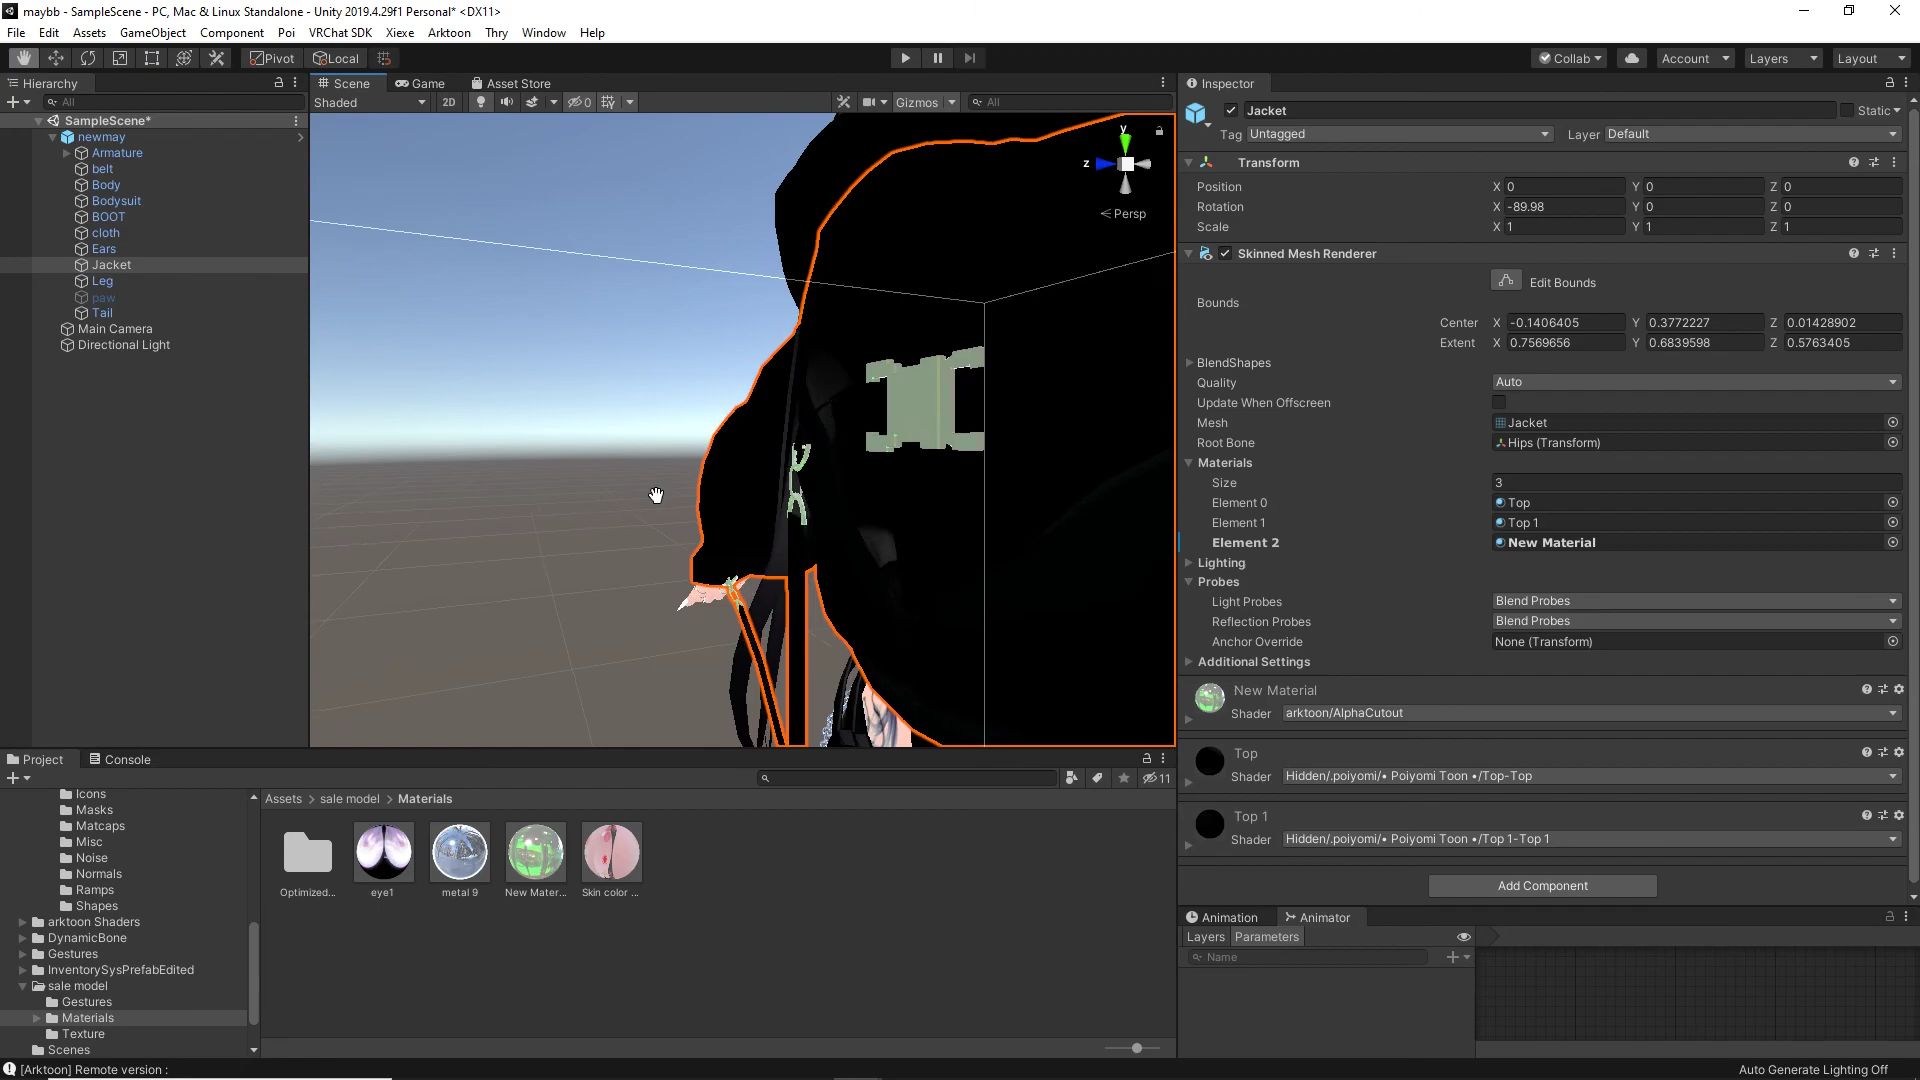 maybb - SampleScene - PC, Mac & Linux Standalone - Unity 2019.4.29f1 Personal* <DX11>
File Edit Assets GameObject Component Poi VRChat SDK Xiexe Arktoon Thry Window Help
Pivot Local Collab Account Layers Layout
Hierarchy
All
SampleScene*
newmay
Armature
belt
Body
Bodysuit
BOOT
cloth
Ears
Jacket
Leg
paw
Tail
Main Camera
Directional Light
Scene Game Asset Store
Shaded 2D 0 Gizmos All
y
z
Persp
Inspector
Jacket Static
Tag Untagged Layer Default
Transform
Position X 0 Y 0 Z 0
Rotation X -89.98 Y 0 Z 0
Scale X 1 Y 1 Z 1
Skinned Mesh Renderer
Edit Bounds
Bounds
Center X -0.1406405 Y 0.3772227 Z 0.01428902
Extent X 0.7569656 Y 0.6839598 Z 0.5763405
BlendShapes
Quality Auto
Update When Offscreen
Mesh Jacket
Root Bone Hips (Transform)
Materials
Size 3
Element 0 Top
Element 1 Top 1
Element 2 New Material
Lighting
Probes
Light Probes Blend Probes
Reflection Probes Blend Probes
Anchor Override None (Transform)
Additional Settings
New Material
Shader arktoon/AlphaCutout
Top
Shader Hidden/.poiyomi/• Poiyomi Toon •/Top-Top
Top 1
Shader Hidden/.poiyomi/• Poiyomi Toon •/Top 1-Top 1
Add Component
Project Console
11
Icons
Masks
Matcaps
Misc
Noise
Normals
Ramps
Shapes
arktoon Shaders
DynamicBone
Gestures
InventorySysPrefabEdited
sale model
Gestures
Materials
Texture
Scenes
Assets > sale model > Materials
Optimized... eye1 metal 9 New Mater... Skin color ...
Animation Animator
Layers Parameters
Name
[Arktoon] Remote version :
Auto Generate Lighting Off